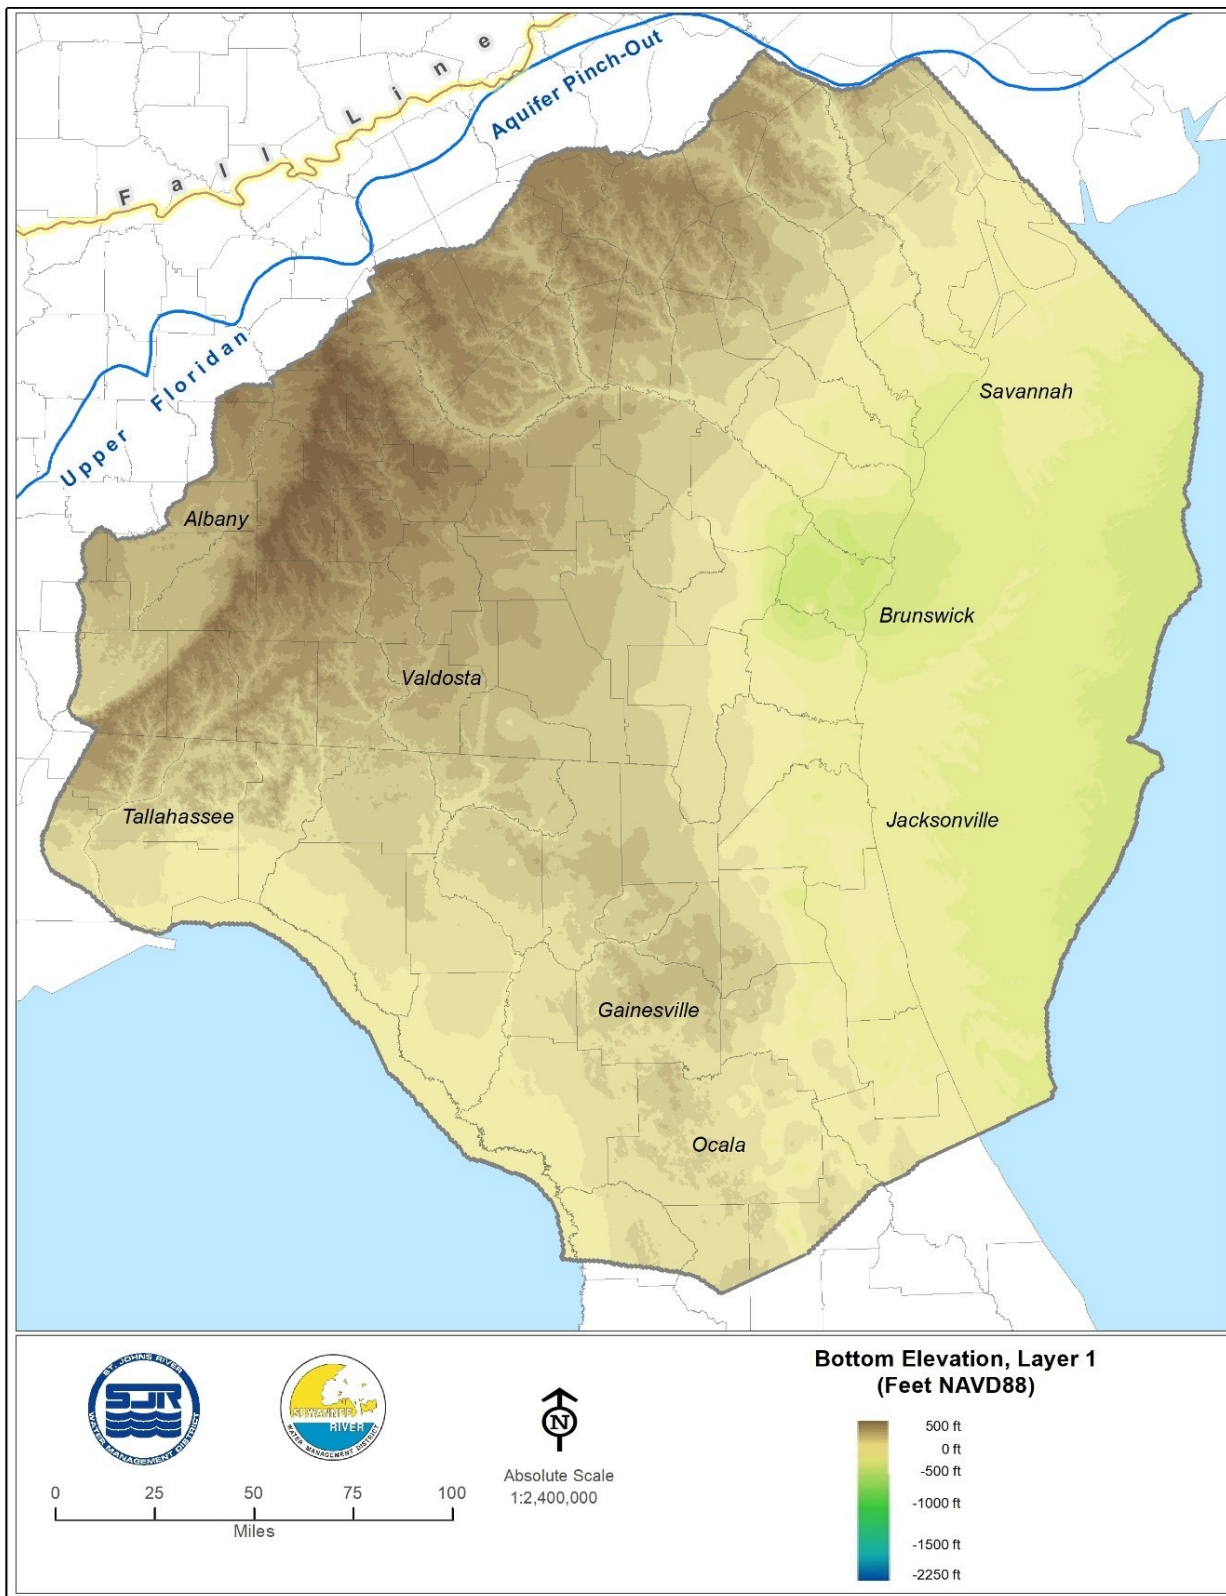 Fall Line
Aquifer Pinch-Out
Upper Floridan
Savannah
Albany
Brunswick
Valdosta
Tallahassee
Jacksonville
Gainesville
Ocala
ST. JOHNS RIVER
SJR
WATER MANAGEMENT DISTRICT
SUWANNEE
RIVER
WATER MANAGEMENT DISTRICT
N
Absolute Scale
1:2,400,000
0 25 50 75 100
Miles
Bottom Elevation, Layer 1
(Feet NAVD88)
500 ft
0 ft
-500 ft
-1000 ft
-1500 ft
-2250 ft